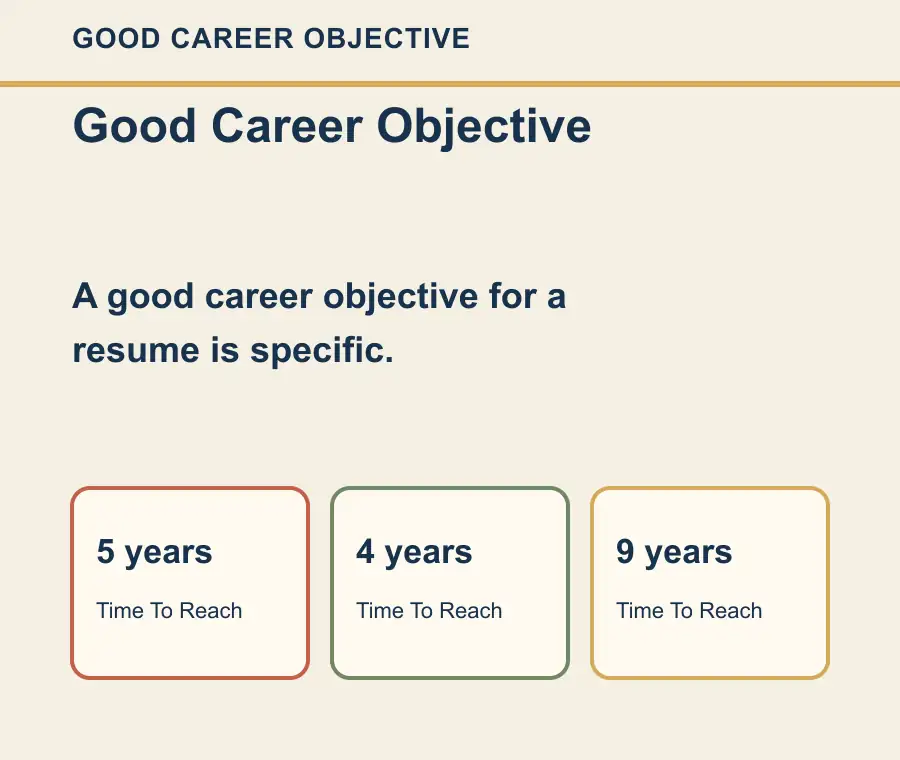 GOOD CAREER OBJECTIVE
Good Career Objective
A good career objective for a
resume is specific.
5 years
Time To Reach
4 years
Time To Reach
9 years
Time To Reach